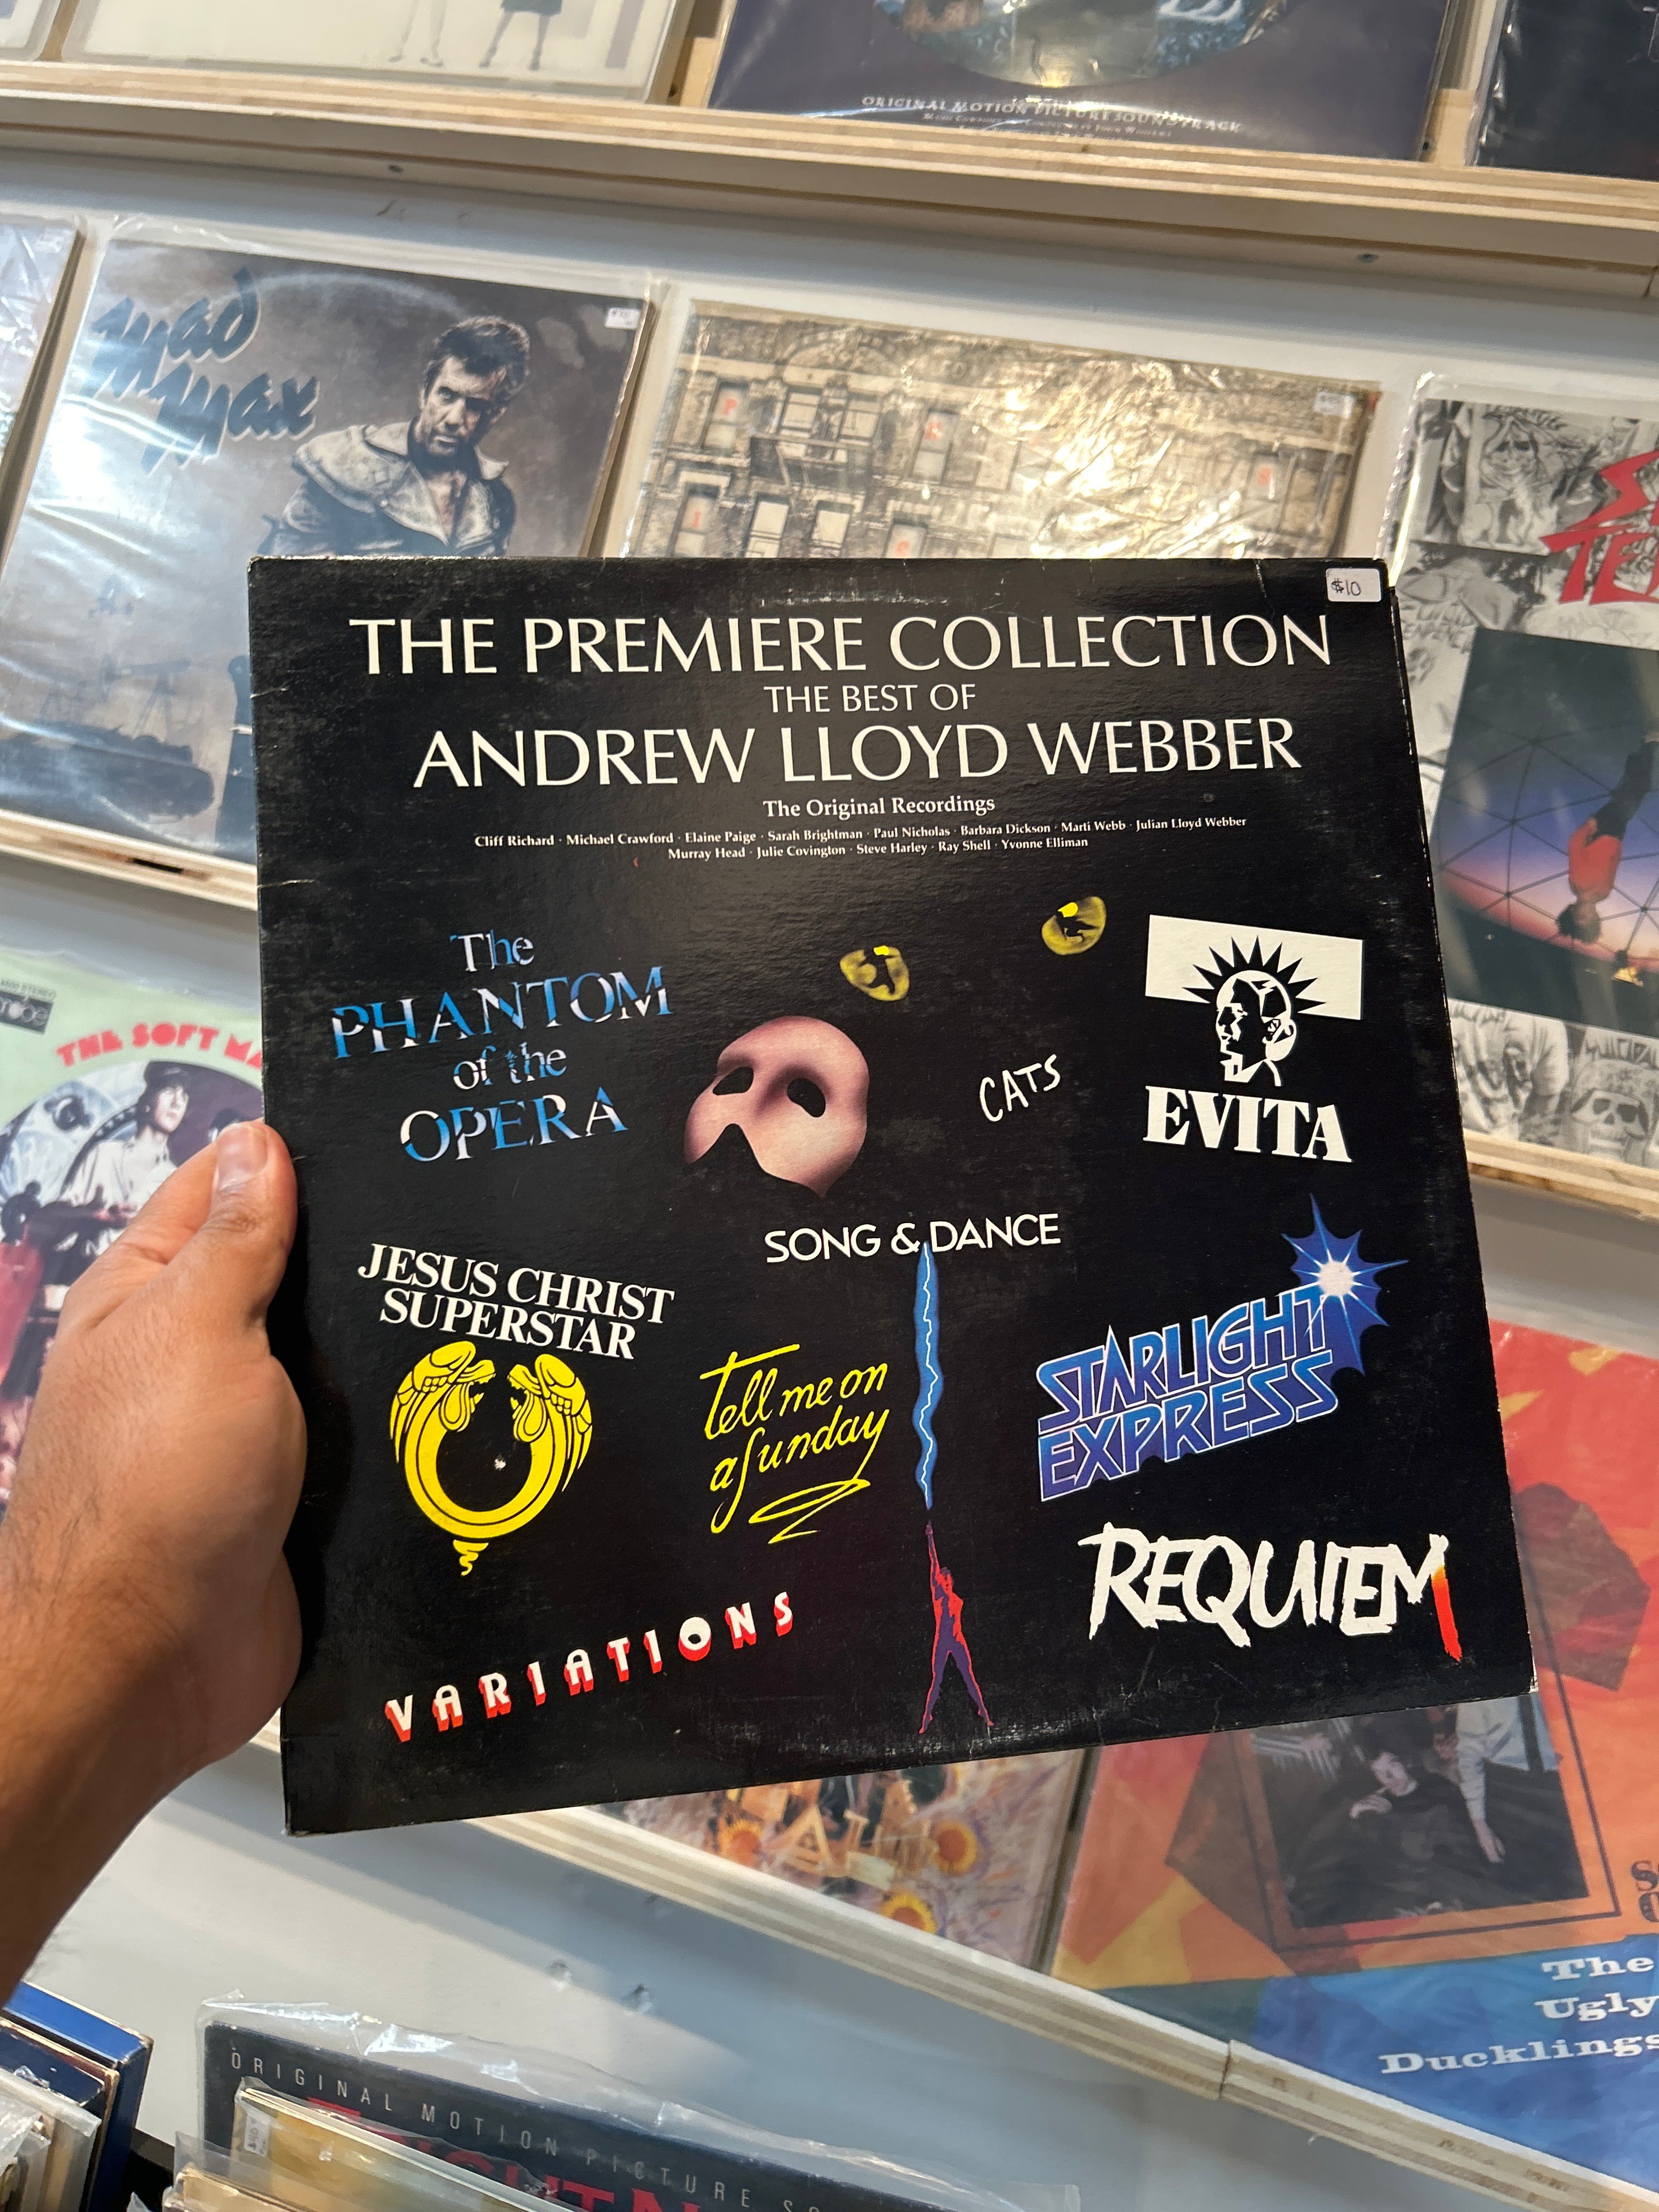 ORIGINAL MOTION PICTURE SOUNDTRACK
Mad
Max
$10
THE PREMIERE COLLECTION
THE BEST OF
ANDREW LLOYD WEBBER
The Original Recordings
Cliff Richard · Michael Crawford · Elaine Paige · Sarah Brightman · Paul Nicholas · Barbara Dickson · Marti Webb · Julian Lloyd Webber
Murray Head · Julie Covington · Steve Harley · Ray Shell · Yvonne Elliman
The
PHANTOM
of the
OPERA
CATS
EVITA
THE SOFT
SONG & DANCE
JESUS CHRIST
SUPERSTAR
tell me on
a sunday
STARLIGHT
EXPRESS
REQUIEM
VARIATIONS
The
Ugly
Ducklings
ORIGINAL MOTION PICTURE